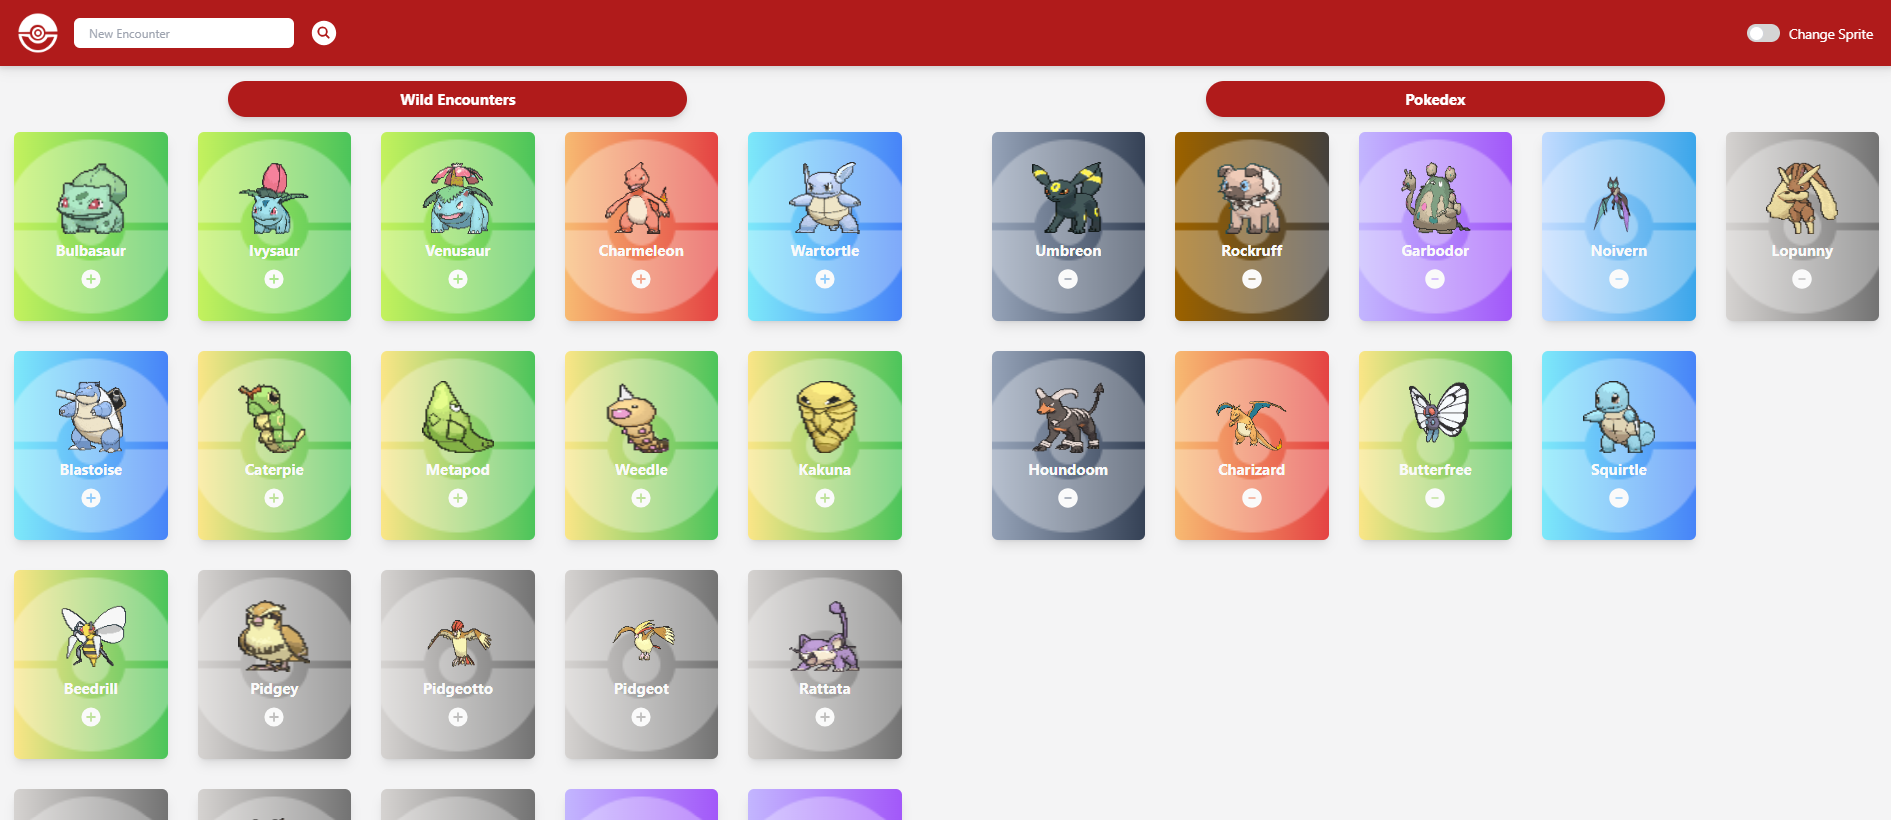 New Encounter
Change Sprite
Wild Encounters
Pokedex
Bulbasaur
Ivysaur
Venusaur
Charmeleon
Wartortle
Umbreon
Rockruff
Garbodor
Noivern
Lopunny
Blastoise
Caterpie
Metapod
Weedle
Kakuna
Houndoom
Charizard
Butterfree
Squirtle
Beedrill
Pidgey
Pidgeotto
Pidgeot
Rattata